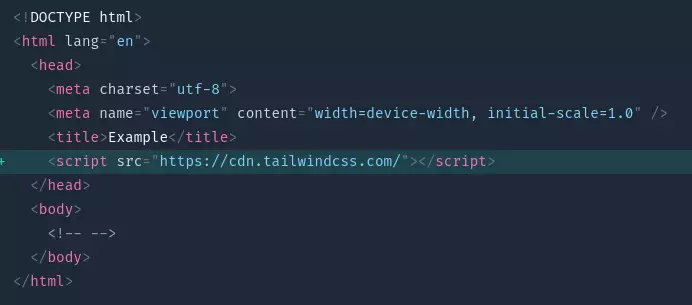 <!DOCTYPE html>
<html lang="en">
<head>
<meta charset="utf-8">
<meta name="viewport" content="width=device-width, initial-scale=1.0" />
<title>Example</title>
+ <script src="https://cdn.tailwindcss.com/"></script>
</head>
<body>
<!-- -->
</body>
</html>